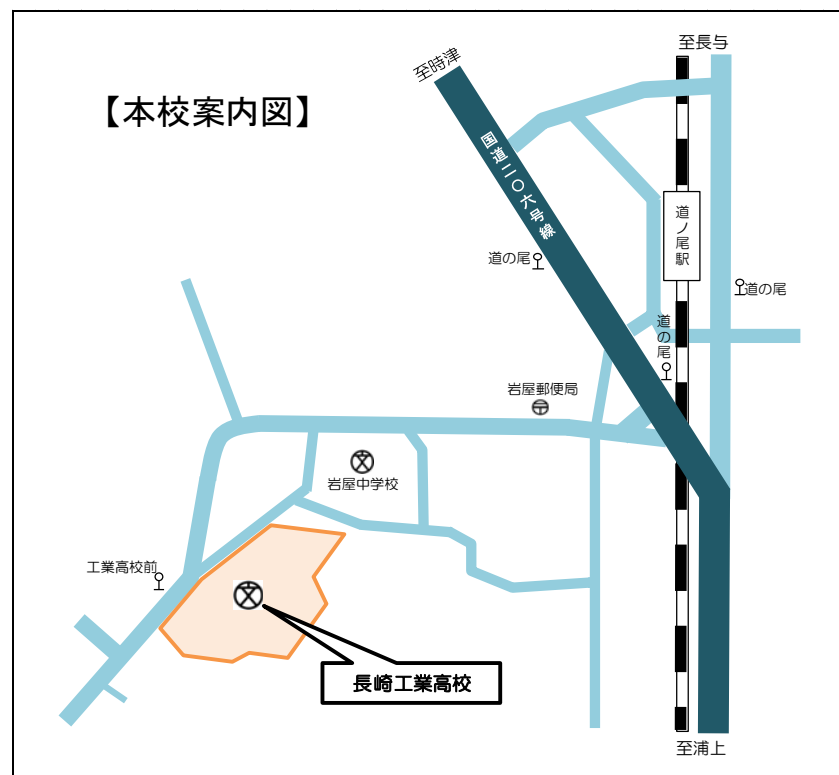 至長与
至時津
【本校案内図】
国道二〇六号線
道ノ尾駅
道の尾
道の尾
道の尾
岩屋郵便局
岩屋中学校
工業高校前
長崎工業高校
至浦上